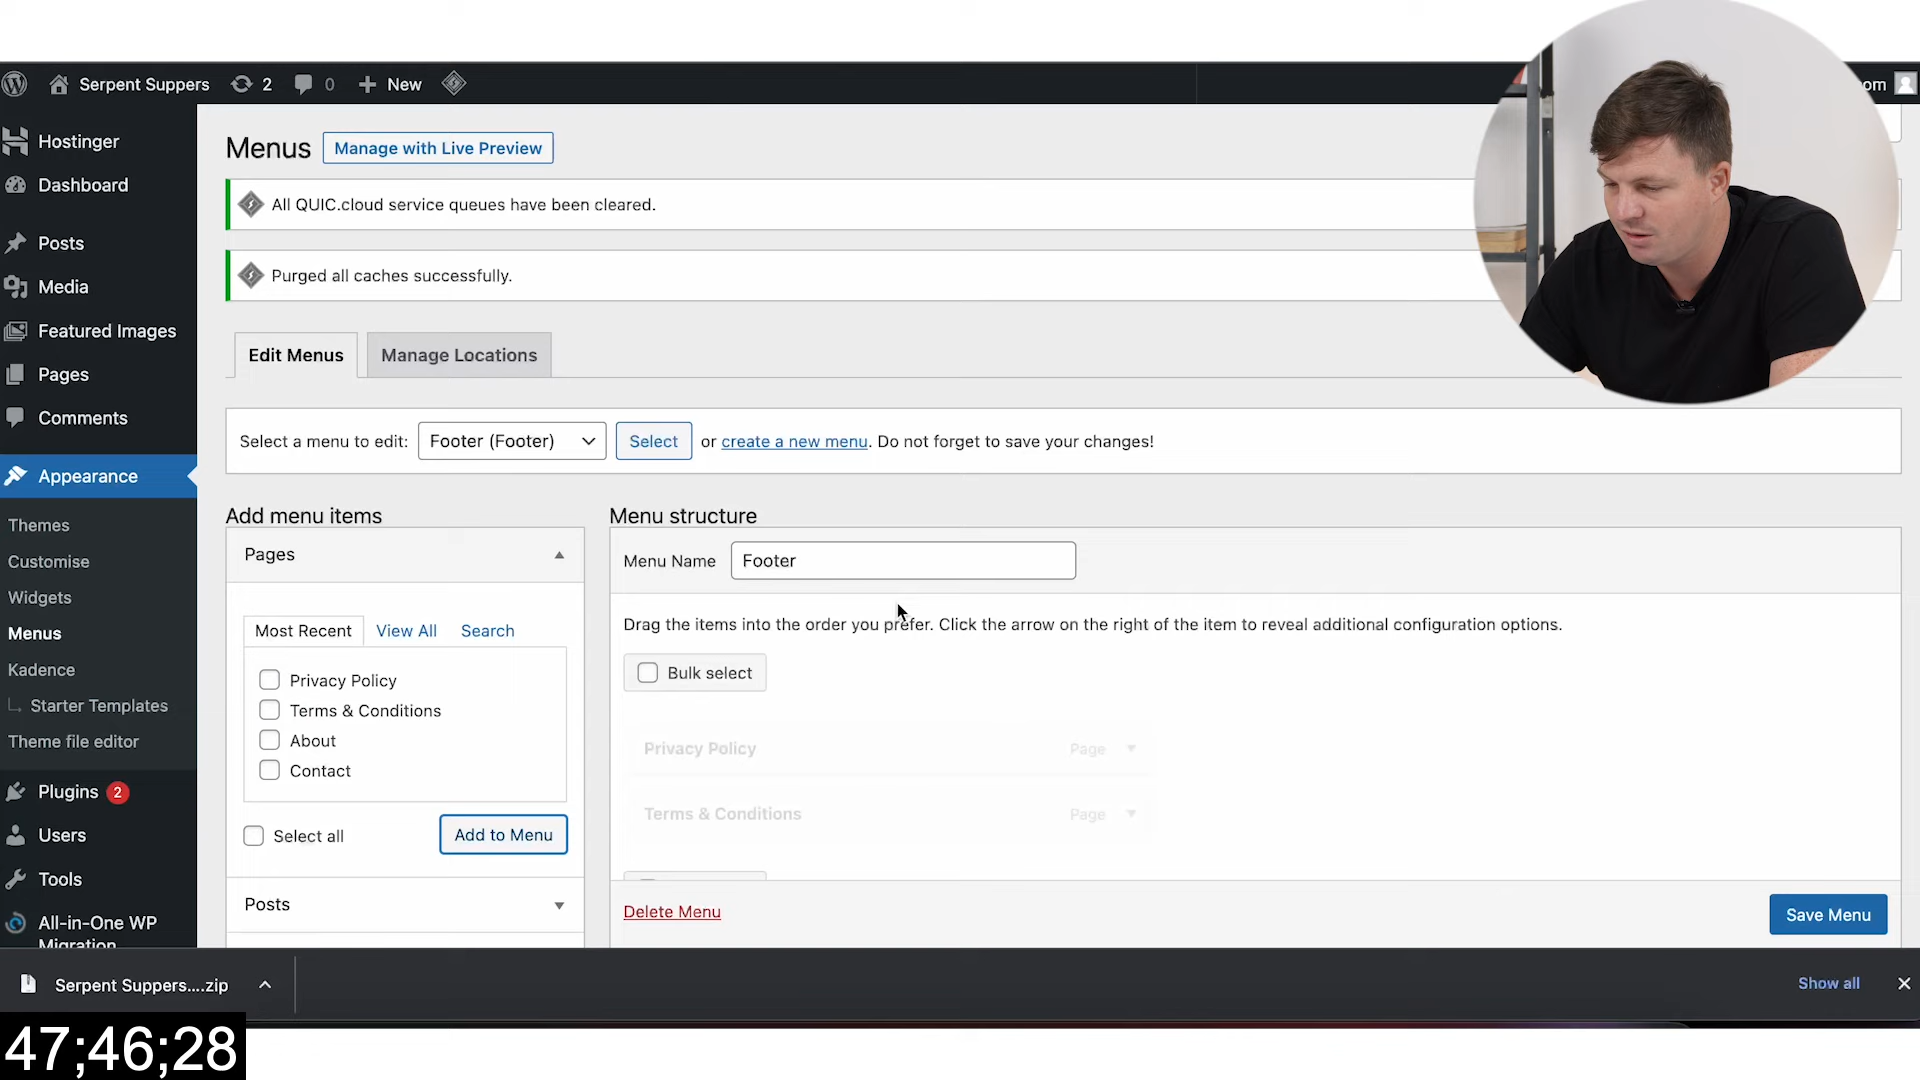 Serpent Suppers
2
0
New
om
Hostinger
Dashboard
Posts
Media
Featured Images
Pages
Comments
Appearance
Themes
Customise
Widgets
Menus
Kadence
Starter Templates
Theme file editor
Plugins 2
Users
Tools
All-in-One WP
Migration
Menus
Manage with Live Preview
All QUIC.cloud service queues have been cleared.
Purged all caches successfully.
Edit Menus
Manage Locations
Select a menu to edit: Footer (Footer) Select or create a new menu. Do not forget to save your changes!
Add menu items
Pages
Most Recent View All Search
Privacy Policy
Terms & Conditions
About
Contact
Select all
Add to Menu
Posts
Menu structure
Menu Name Footer
Drag the items into the order you prefer. Click the arrow on the right of the item to reveal additional configuration options.
Bulk select
Privacy Policy Page
Terms & Conditions Page
Delete Menu
Save Menu
Serpent Suppers....zip
Show all
47;46;28